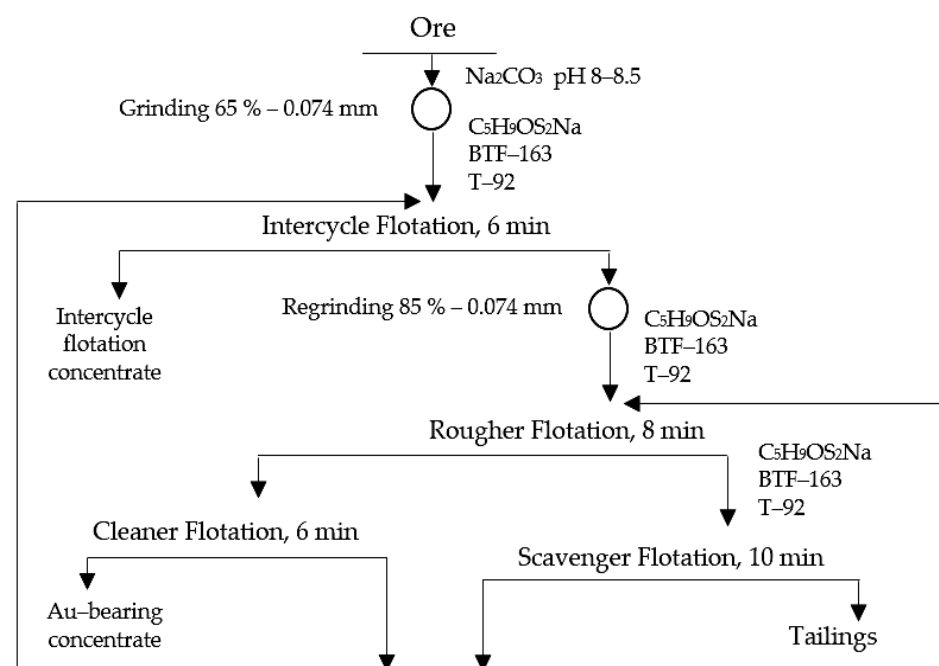 Ore
Na₂CO₃ pH 8–8.5
Grinding 65 % – 0.074 mm
C₅H₉OS₂Na
BTF–163
T–92
Intercycle Flotation, 6 min
Intercycle
flotation
concentrate
Regrinding 85 % – 0.074 mm
C₅H₉OS₂Na
BTF–163
T–92
Rougher Flotation, 8 min
C₅H₉OS₂Na
BTF–163
T–92
Cleaner Flotation, 6 min
Scavenger Flotation, 10 min
Au–bearing
concentrate
Tailings